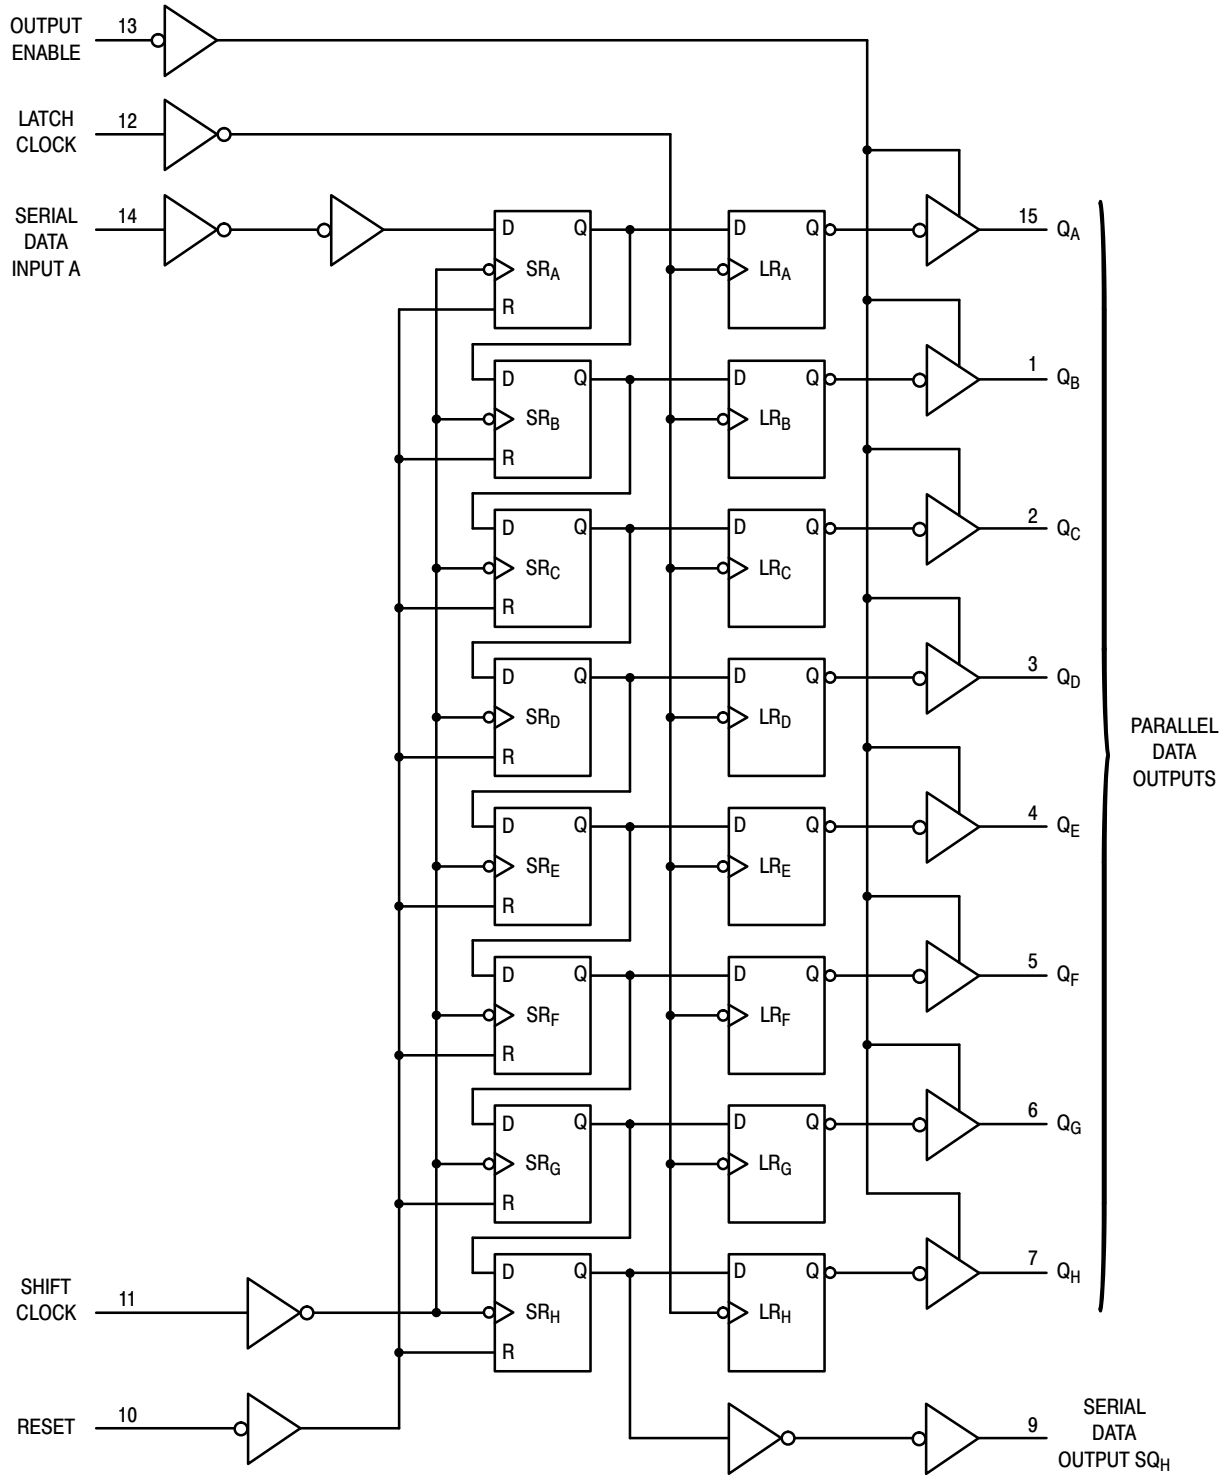 OUTPUT
ENABLE
13
LATCH
CLOCK
12
SERIAL
DATA
INPUT A
14
D Q
SRA
R
D Q
LRA
15 QA
D Q
SRB
R
D Q
LRB
1 QB
D Q
SRC
R
D Q
LRC
2 QC
D Q
SRD
R
D Q
LRD
3 QD
D Q
SRE
R
D Q
LRE
4 QE
D Q
SRF
R
D Q
LRF
5 QF
D Q
SRG
R
D Q
LRG
6 QG
D Q
SRH
R
D Q
LRH
7 QH
PARALLEL
DATA
OUTPUTS
SHIFT
CLOCK
11
RESET
10
9
SERIAL
DATA
OUTPUT SQH